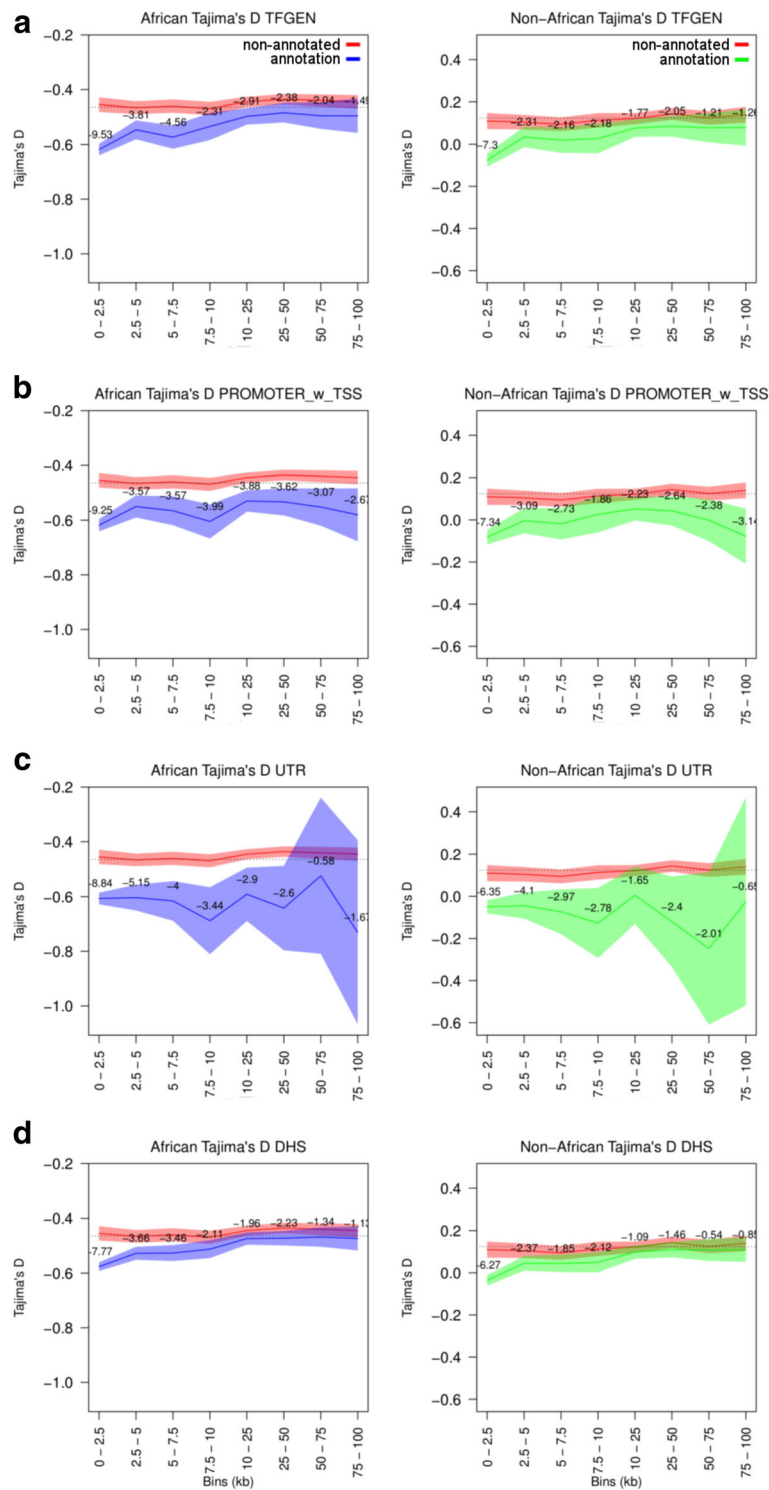 a
African Tajima's D TFGEN
Non-African Tajima's D TFGEN
non-annotated
annotation
non-annotated
annotation
Tajima's D
−0.2
−0.4
−0.6
−0.8
−1.0
−9.53
−3.81
−4.56
−2.31
−2.91
−2.38
−2.04
−1.49
0 − 2.5
2.5 − 5
5 − 7.5
7.5 − 10
10 − 25
25 − 50
50 − 75
75 − 100
Tajima's D
0.4
0.2
0.0
−0.2
−0.4
−0.6
−7.3
−2.31
−2.16
−2.18
−1.77
−2.05
−1.21
−1.26
0 − 2.5
2.5 − 5
5 − 7.5
7.5 − 10
10 − 25
25 − 50
50 − 75
75 − 100
b
African Tajima's D PROMOTER_w_TSS
Non−African Tajima's D PROMOTER_w_TSS
Tajima's D
−0.2
−0.4
−0.6
−0.8
−1.0
−9.25
−3.57
−3.57
−3.99
−3.88
−3.62
−3.07
−2.67
0 − 2.5
2.5 − 5
5 − 7.5
7.5 − 10
10 − 25
25 − 50
50 − 75
75 − 100
Tajima's D
0.4
0.2
0.0
−0.2
−0.4
−0.6
−7.34
−3.09
−2.73
−1.86
−2.23
−2.64
−2.38
−3.14
0 − 2.5
2.5 − 5
5 − 7.5
7.5 − 10
10 − 25
25 − 50
50 − 75
75 − 100
c
African Tajima's D UTR
Non−African Tajima's D UTR
Tajima's D
−0.2
−0.4
−0.6
−0.8
−1.0
−8.84
−5.15
−4
−3.44
−2.9
−2.6
−0.58
−1.67
0 − 2.5
2.5 − 5
5 − 7.5
7.5 − 10
10 − 25
25 − 50
50 − 75
75 − 100
Tajima's D
0.4
0.2
0.0
−0.2
−0.4
−0.6
−6.35
−4.1
−2.97
−2.78
−1.65
−2.4
−2.01
−0.65
0 − 2.5
2.5 − 5
5 − 7.5
7.5 − 10
10 − 25
25 − 50
50 − 75
75 − 100
d
African Tajima's D DHS
Non−African Tajima's D DHS
Tajima's D
−0.2
−0.4
−0.6
−0.8
−1.0
−7.77
−3.66
−3.46
−2.11
−1.96
−2.23
−1.34
0 − 2.5
2.5 − 5
5 − 7.5
7.5 − 10
10 − 25
25 − 50
50 − 75
75 − 100
Bins (kb)
Tajima's D
0.4
0.2
0.0
−0.2
−0.4
−0.6
−6.27
−2.37
−1.85
−2.12
−1.09
−1.46
−0.54
−0.85
0 − 2.5
2.5 − 5
5 − 7.5
7.5 − 10
10 − 25
25 − 50
50 − 75
75 − 100
Bins (kb)